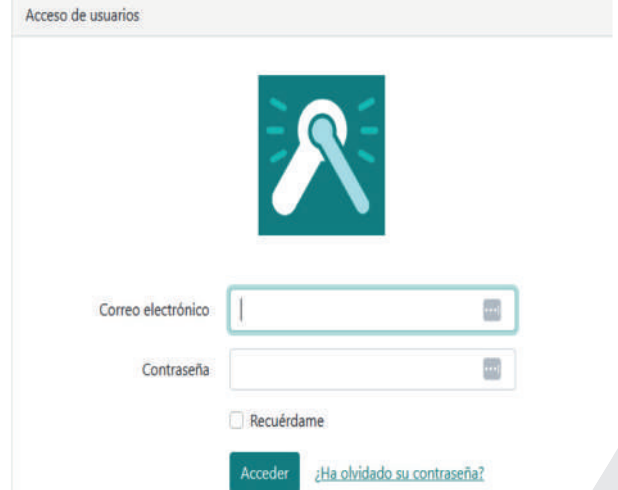 Acceso de usuarios
Correo electrónico
Contraseña
Recuérdame
Acceder ¿Ha olvidado su contraseña?